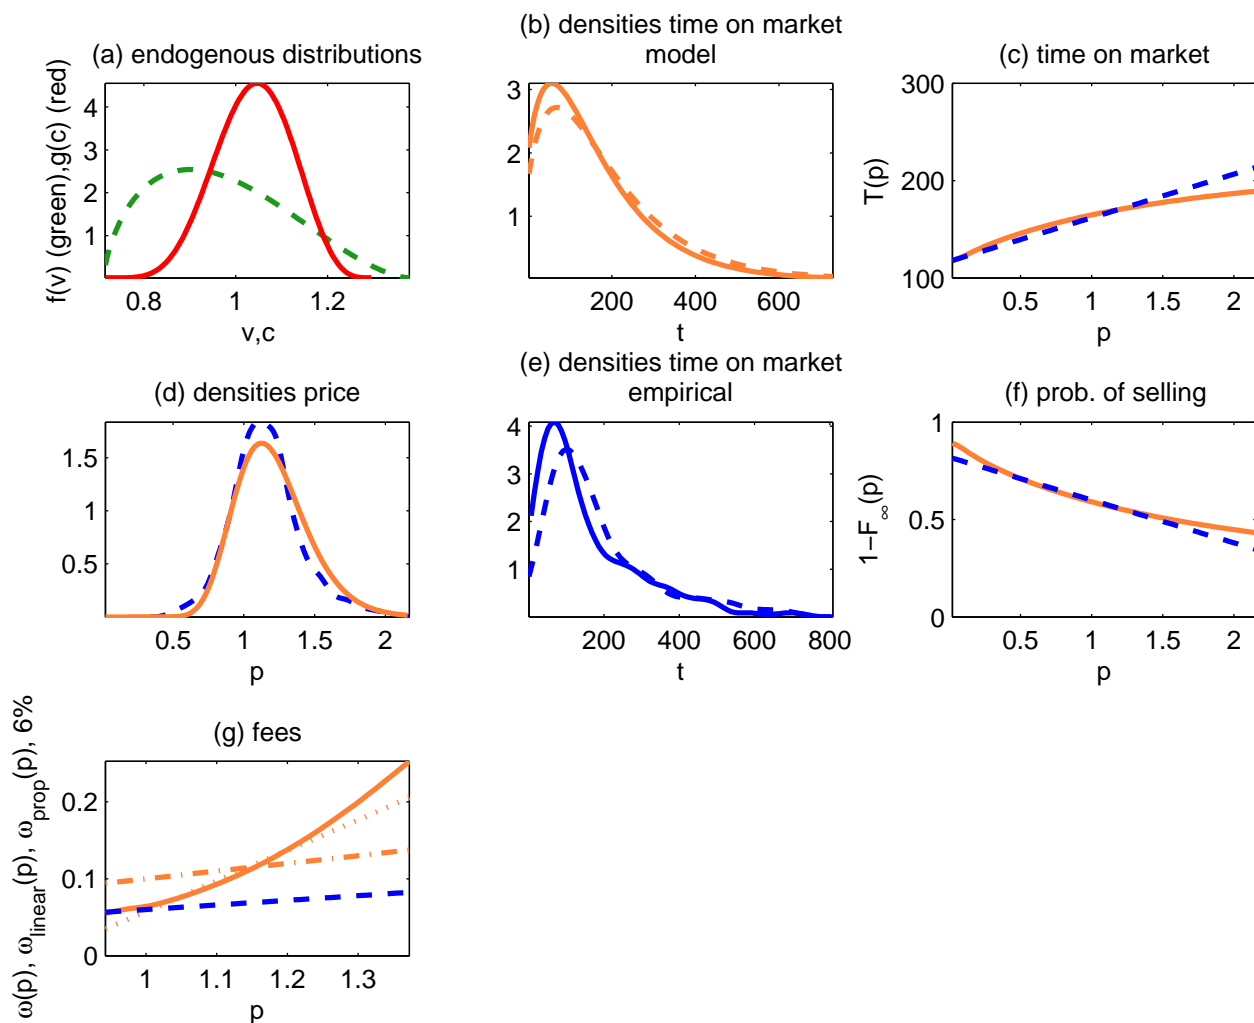 (a) endogenous distributions
f(v) (green),g(c) (red)
4
3
2
1
0.8
1
1.2
v,c
(b) densities time on market
model
3
2
1
200
400
600
t
(c) time on market
T(p)
300
200
100
0.5
1
1.5
2
p
(d) densities price
1.5
1
0.5
0.5
1
1.5
2
p
(e) densities time on market
empirical
4
3
2
1
200
400
600
800
t
(f) prob. of selling
1−F∞(p)
1
0.5
0
0.5
1
1.5
2
p
(g) fees
ω(p), ωlinear(p), ωprop(p), 6%
0.2
0.1
0
1
1.1
1.2
1.3
p